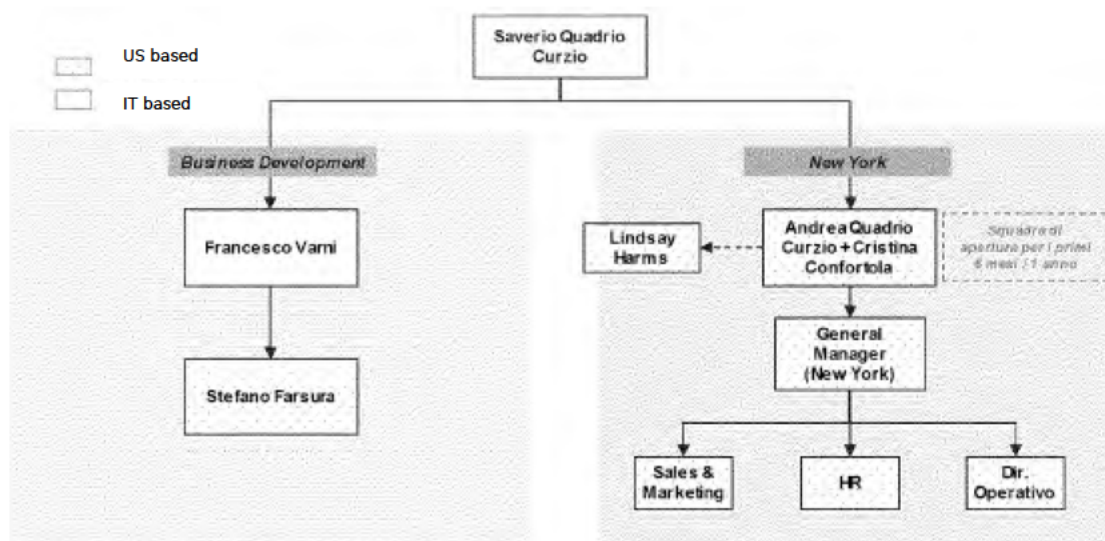 US based
IT based
Saverio Quadrio
Curzio
Business Development
New York
Francesco Varni
Stefano Farsura
Lindsay
Harms
Andrea Quadrio
Curzio + Cristina
Confortola
Squadra di
apertura per i primi
6 mesi / 1 anno
General
Manager
(New York)
Sales &
Marketing
HR
Dir.
Operativo